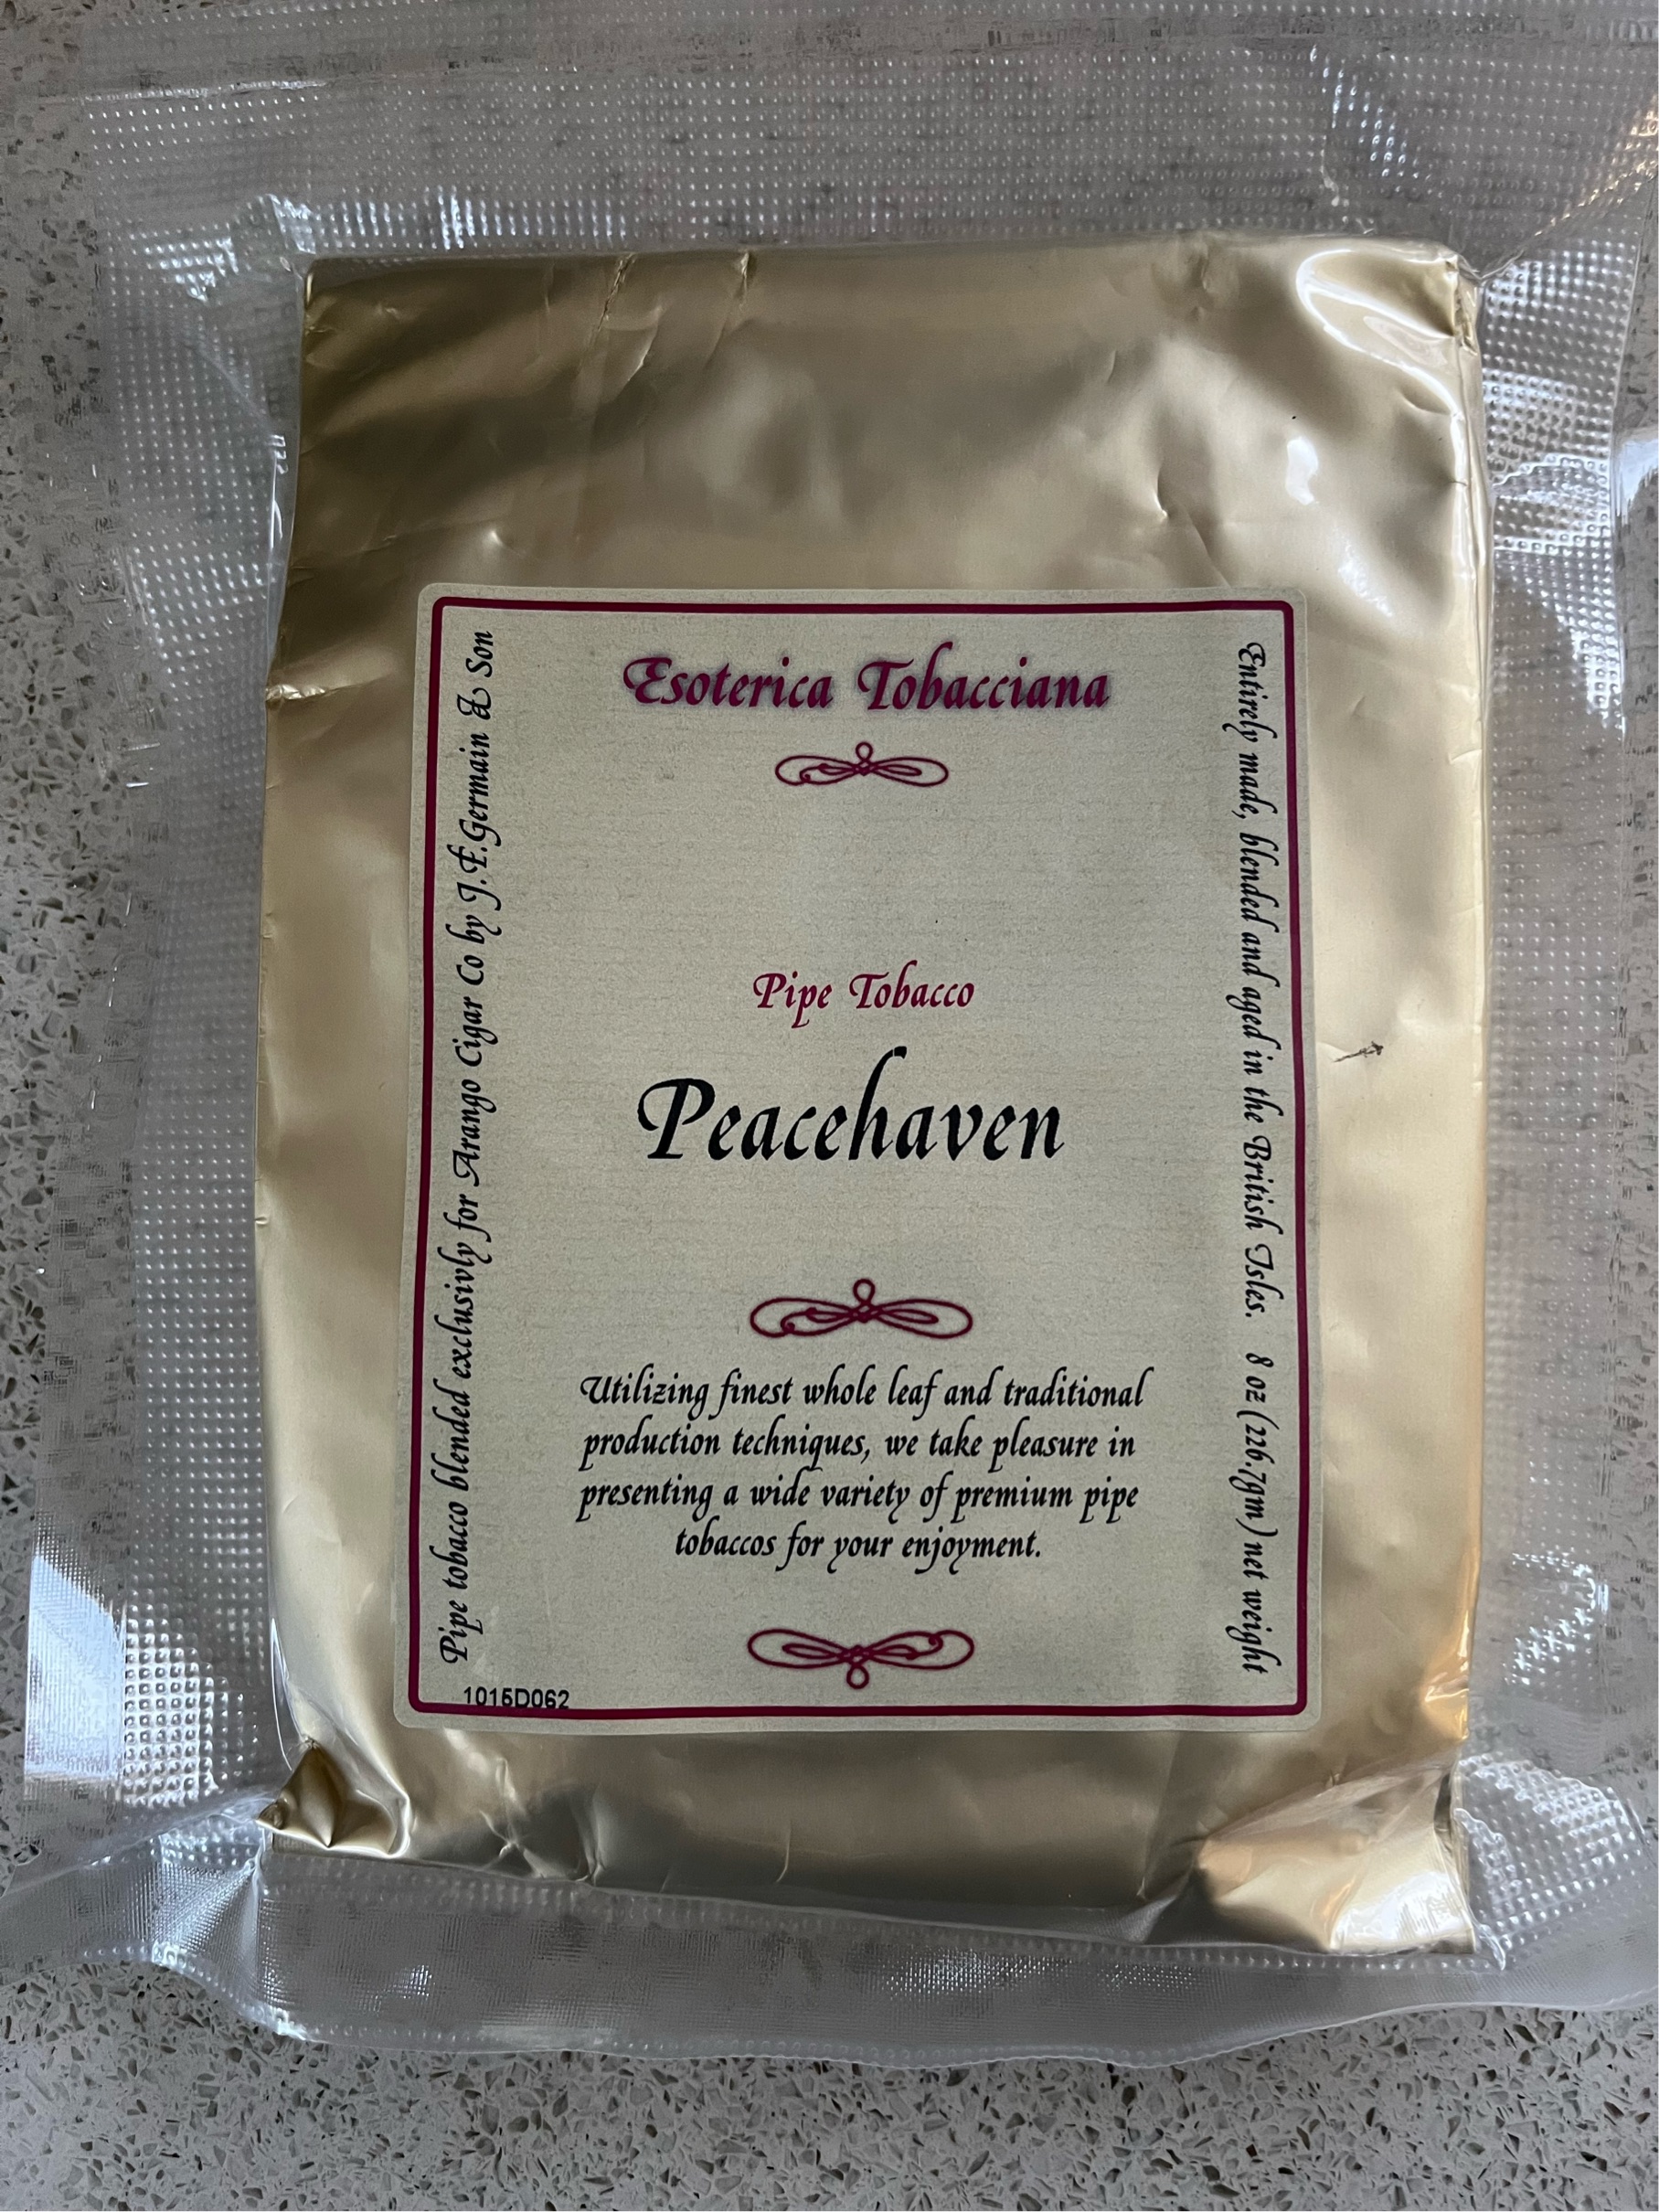 Esoterica Tobacciana
Pipe Tobacco
Peacehaven
Utilizing finest whole leaf and traditional
production techniques, we take pleasure in
presenting a wide variety of premium pipe
tobaccos for your enjoyment.
Pipe tobacco blended exclusivly for Arango Cigar Co by J.F.Germain & Son
Entirely made, blended and aged in the British Isles. 8 oz (226.7gm) net weight
1015D062